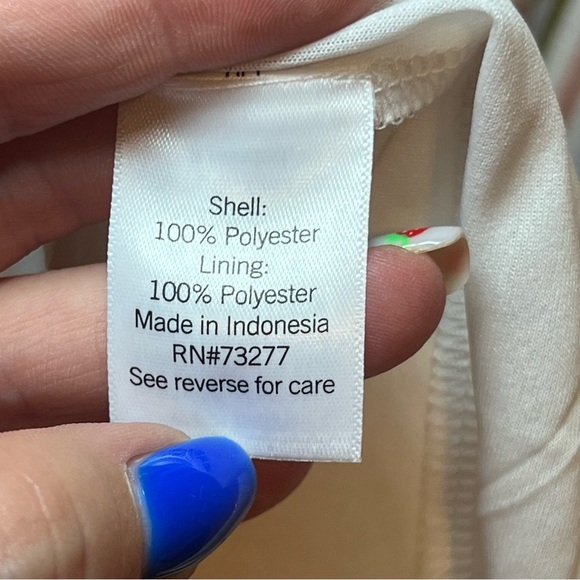 Shell:
100% Polyester
Lining:
100% Polyester
Made in Indonesia
RN#73277
See reverse for care